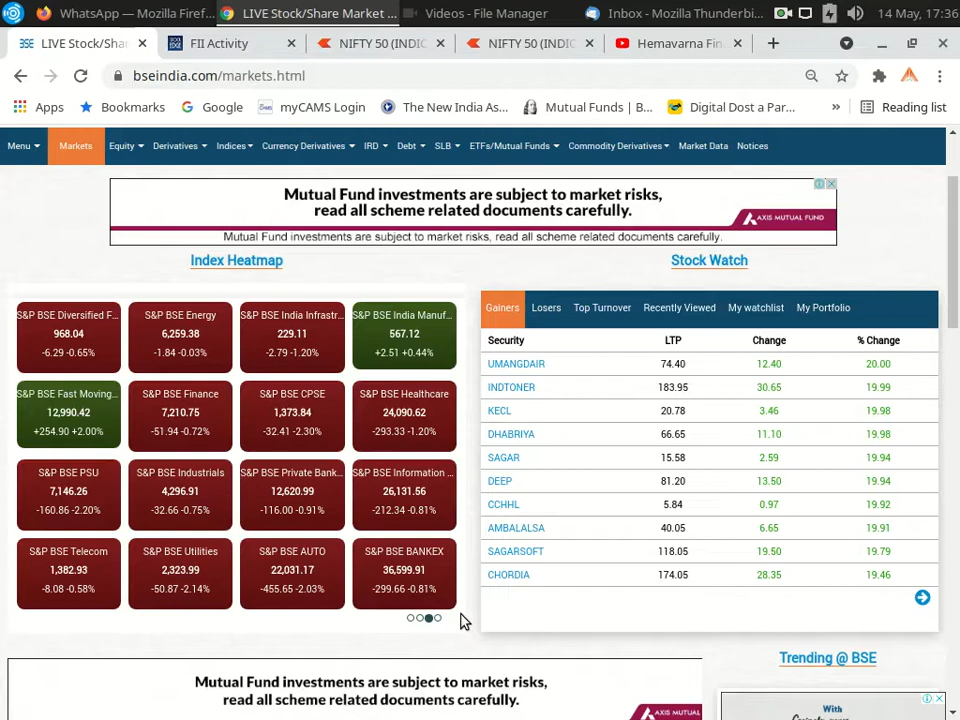 WhatsApp — Mozilla Firef...
LIVE Stock/Share Market ...
Videos - File Manager
Inbox - Mozilla Thunderbi...
14 May, 17:36
LIVE Stock/Sha
FII Activity
NIFTY 50 (INDIC
NIFTY 50 (INDIC
Hemavarna Fin
bseindia.com/markets.html
Apps
Bookmarks
Google
myCAMS Login
The New India As...
Mutual Funds | B...
Digital Dost a Par...
»
Reading list
Menu
Markets
Equity
Derivatives
Indices
Currency Derivatives
IRD
Debt
SLB
ETFs/Mutual Funds
Commodity Derivatives
Market Data
Notices
Mutual Fund investments are subject to market risks,
read all scheme related documents carefully.
AXIS MUTUAL FUND
Mutual Fund investments are subject to market risks, read all scheme related documents carefully.
Index Heatmap
Stock Watch
S&P BSE Diversified F...
968.04
-6.29 -0.65%
S&P BSE Energy
6,259.38
-1.84 -0.03%
S&P BSE India Infrastr...
229.11
-2.79 -1.20%
S&P BSE India Manuf...
567.12
+2.51 +0.44%
S&P BSE Fast Moving...
12,990.42
+254.90 +2.00%
S&P BSE Finance
7,210.75
-51.94 -0.72%
S&P BSE CPSE
1,373.84
-32.41 -2.30%
S&P BSE Healthcare
24,090.62
-293.33 -1.20%
S&P BSE PSU
7,146.26
-160.86 -2.20%
S&P BSE Industrials
4,296.91
-32.66 -0.75%
S&P BSE Private Bank...
12,620.99
-116.00 -0.91%
S&P BSE Information ...
26,131.56
-212.34 -0.81%
S&P BSE Telecom
1,382.93
-8.08 -0.58%
S&P BSE Utilities
2,323.99
-50.87 -2.14%
S&P BSE AUTO
22,031.17
-455.65 -2.03%
S&P BSE BANKEX
36,599.91
-299.66 -0.81%
Gainers
Losers
Top Turnover
Recently Viewed
My watchlist
My Portfolio
Security LTP Change % Change
UMANGDAIR 74.40 12.40 20.00
INDTONER 183.95 30.65 19.99
KECL 20.78 3.46 19.98
DHABRIYA 66.65 11.10 19.98
SAGAR 15.58 2.59 19.94
DEEP 81.20 13.50 19.94
CCHHL 5.84 0.97 19.92
AMBALALSA 40.05 6.65 19.91
SAGARSOFT 118.05 19.50 19.79
CHORDIA 174.05 28.35 19.46
Mutual Fund investments are subject to market risks,
read all scheme related documents carefully.
AXIS MUTUAL
Trending @ BSE
With